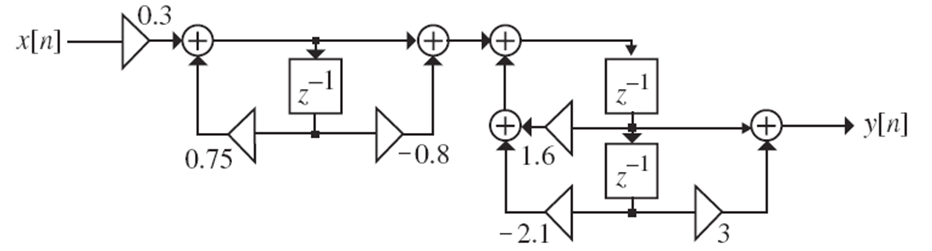 0.3
x[n]
z⁻¹
0.75
−0.8
z⁻¹
1.6
y[n]
z⁻¹
−2.1
3